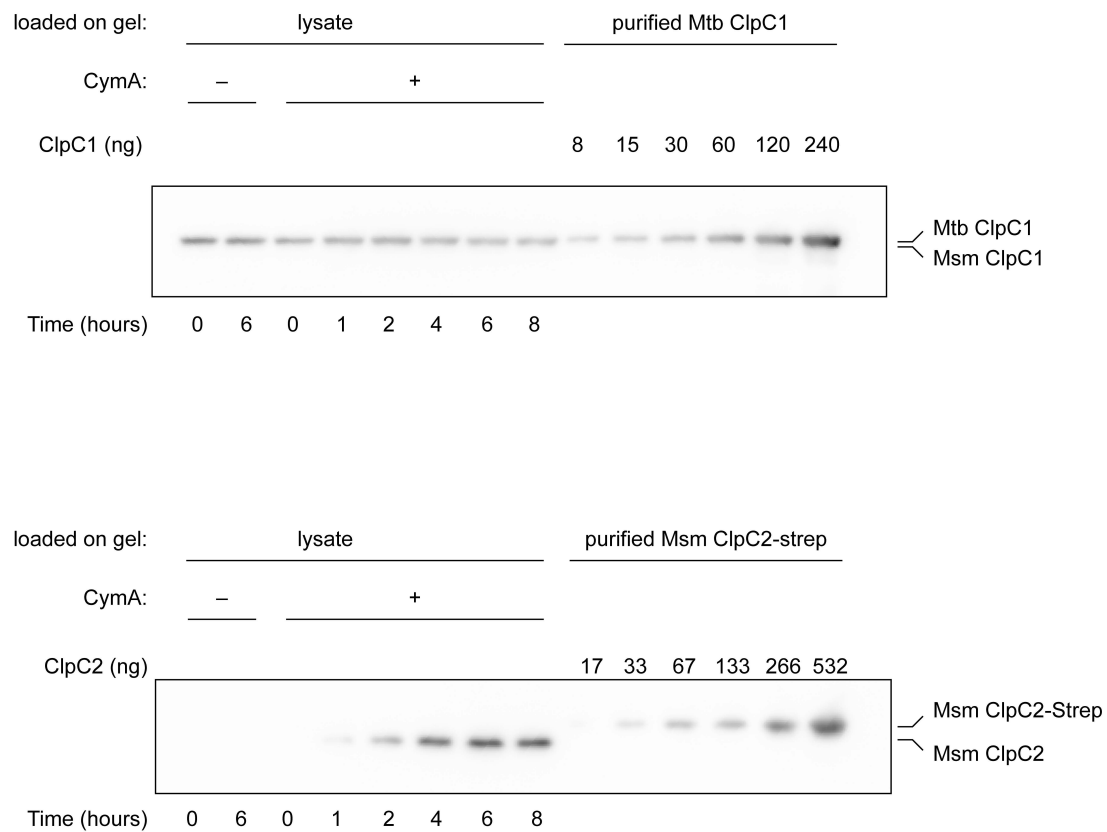 loaded on gel: lysate purified Mtb ClpC1
CymA: – +
ClpC1 (ng) 8 15 30 60 120 240
Mtb ClpC1
Msm ClpC1
Time (hours) 0 6 0 1 2 4 6 8
loaded on gel: lysate purified Msm ClpC2-strep
CymA: – +
ClpC2 (ng) 17 33 67 133 266 532
Msm ClpC2-Strep
Msm ClpC2
Time (hours) 0 6 0 1 2 4 6 8